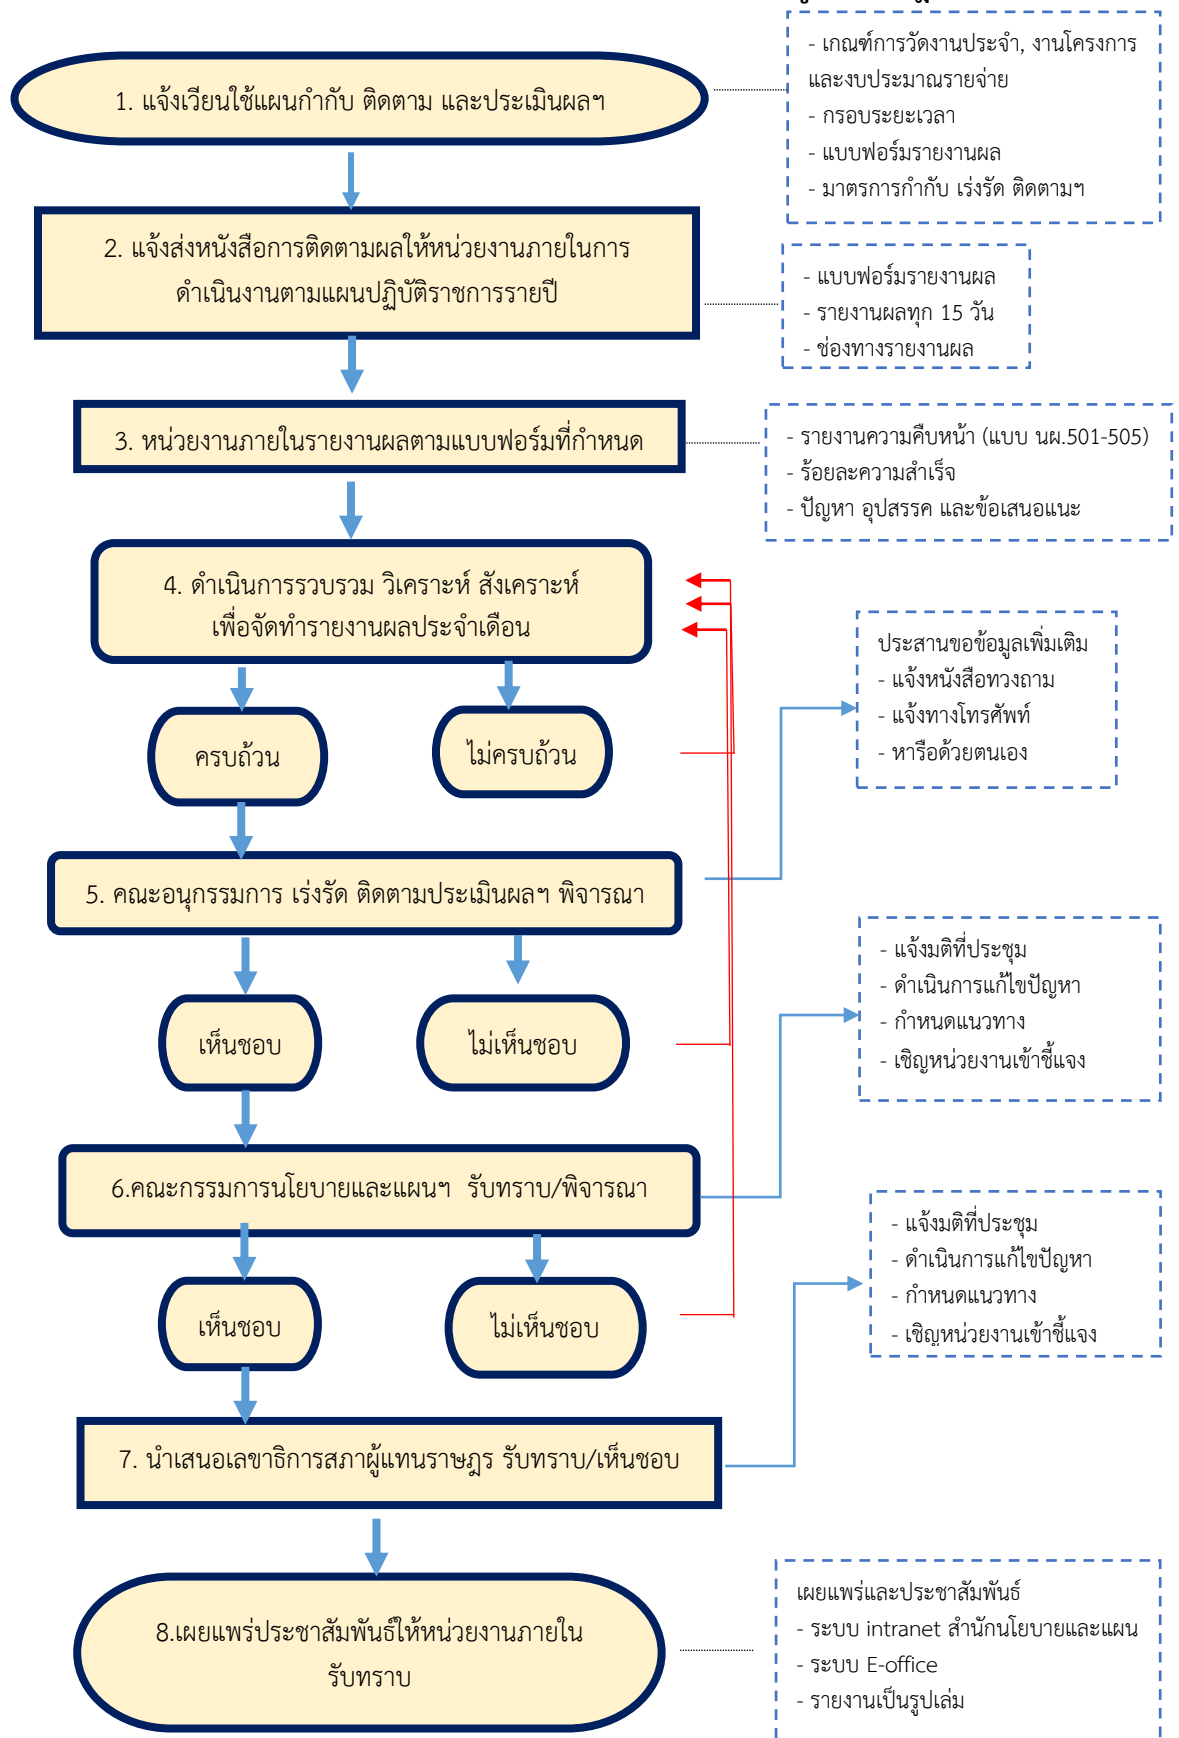 - เกณฑ์การวัดงานประจำ, งานโครงการ
และงบประมาณรายจ่าย
- กรอบระยะเวลา
- แบบฟอร์มรายงานผล
- มาตรการกำกับ เร่งรัด ติดตามฯ
1. แจ้งเวียนใช้แผนกำกับ ติดตาม และประเมินผลฯ
2. แจ้งส่งหนังสือการติดตามผลให้หน่วยงานภายในการ
ดำเนินงานตามแผนปฏิบัติราชการรายปี
- แบบฟอร์มรายงานผล
- รายงานผลทุก 15 วัน
- ช่องทางรายงานผล
3. หน่วยงานภายในรายงานผลตามแบบฟอร์มที่กำหนด
- รายงานความคืบหน้า (แบบ นผ.501-505)
- ร้อยละความสำเร็จ
- ปัญหา อุปสรรค และข้อเสนอแนะ
4. ดำเนินการรวบรวม วิเคราะห์ สังเคราะห์
เพื่อจัดทำรายงานผลประจำเดือน
ครบถ้วน
ไม่ครบถ้วน
ประสานขอข้อมูลเพิ่มเติม
- แจ้งหนังสือทวงถาม
- แจ้งทางโทรศัพท์
- หารือด้วยตนเอง
5. คณะอนุกรรมการ เร่งรัด ติดตามประเมินผลฯ พิจารณา
เห็นชอบ
ไม่เห็นชอบ
- แจ้งมติที่ประชุม
- ดำเนินการแก้ไขปัญหา
- กำหนดแนวทาง
- เชิญหน่วยงานเข้าชี้แจง
6.คณะกรรมการนโยบายและแผนฯ รับทราบ/พิจารณา
เห็นชอบ
ไม่เห็นชอบ
- แจ้งมติที่ประชุม
- ดำเนินการแก้ไขปัญหา
- กำหนดแนวทาง
- เชิญหน่วยงานเข้าชี้แจง
7. นำเสนอเลขาธิการสภาผู้แทนราษฎร รับทราบ/เห็นชอบ
8.เผยแพร่ประชาสัมพันธ์ให้หน่วยงานภายใน
รับทราบ
เผยแพร่และประชาสัมพันธ์
- ระบบ intranet สำนักนโยบายและแผน
- ระบบ E-office
- รายงานเป็นรูปเล่ม